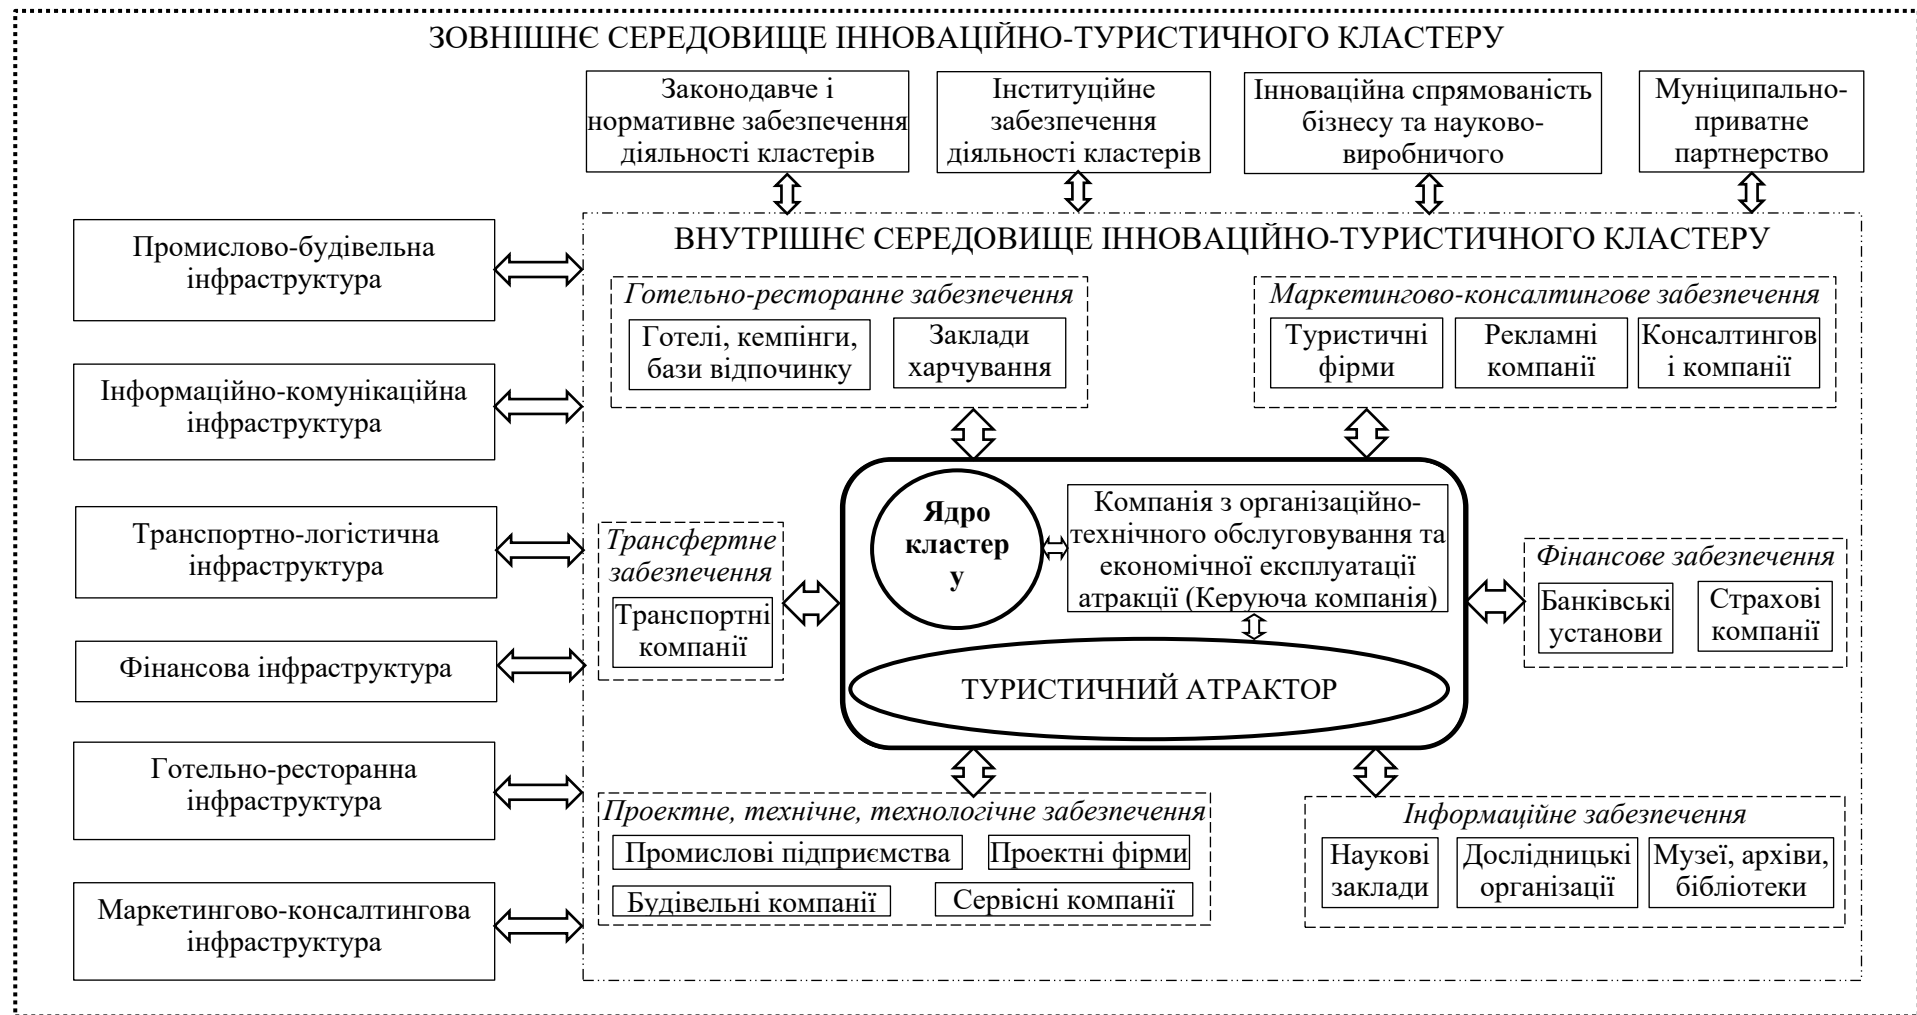 ЗОВНІШНЄ СЕРЕДОВИЩЕ ІННОВАЦІЙНО-ТУРИСТИЧНОГО КЛАСТЕРУ
Законодавче і
нормативне забезпечення
діяльності кластерів
Інституційне
забезпечення
діяльності кластерів
Інноваційна спрямованість
бізнесу та науково-
виробничого
Муніципально-
приватне
партнерство
Промислово-будівельна
інфраструктура
Інформаційно-комунікаційна
інфраструктура
Транспортно-логістична
інфраструктура
Фінансова інфраструктура
Готельно-ресторанна
інфраструктура
Маркетингово-консалтингова
інфраструктура
ВНУТРІШНЄ СЕРЕДОВИЩЕ ІННОВАЦІЙНО-ТУРИСТИЧНОГО КЛАСТЕРУ
Готельно-ресторанне забезпечення
Готелі, кемпінги,
бази відпочинку
Заклади
харчування
Маркетингово-консалтингове забезпечення
Туристичні
фірми
Рекламні
компанії
Консалтингов
і компанії
Трансфертне
забезпечення
Транспортні
компанії
Ядро
кластер
у
Компанія з організаційно-
технічного обслуговування та
економічної експлуатації
атракції (Керуюча компанія)
ТУРИСТИЧНИЙ АТРАКТОР
Фінансове забезпечення
Банківські
установи
Страхові
компанії
Проектне, технічне, технологічне забезпечення
Промислові підприємства
Проектні фірми
Будівельні компанії
Сервісні компанії
Інформаційне забезпечення
Наукові
заклади
Дослідницькі
організації
Музеї, архіви,
бібліотеки